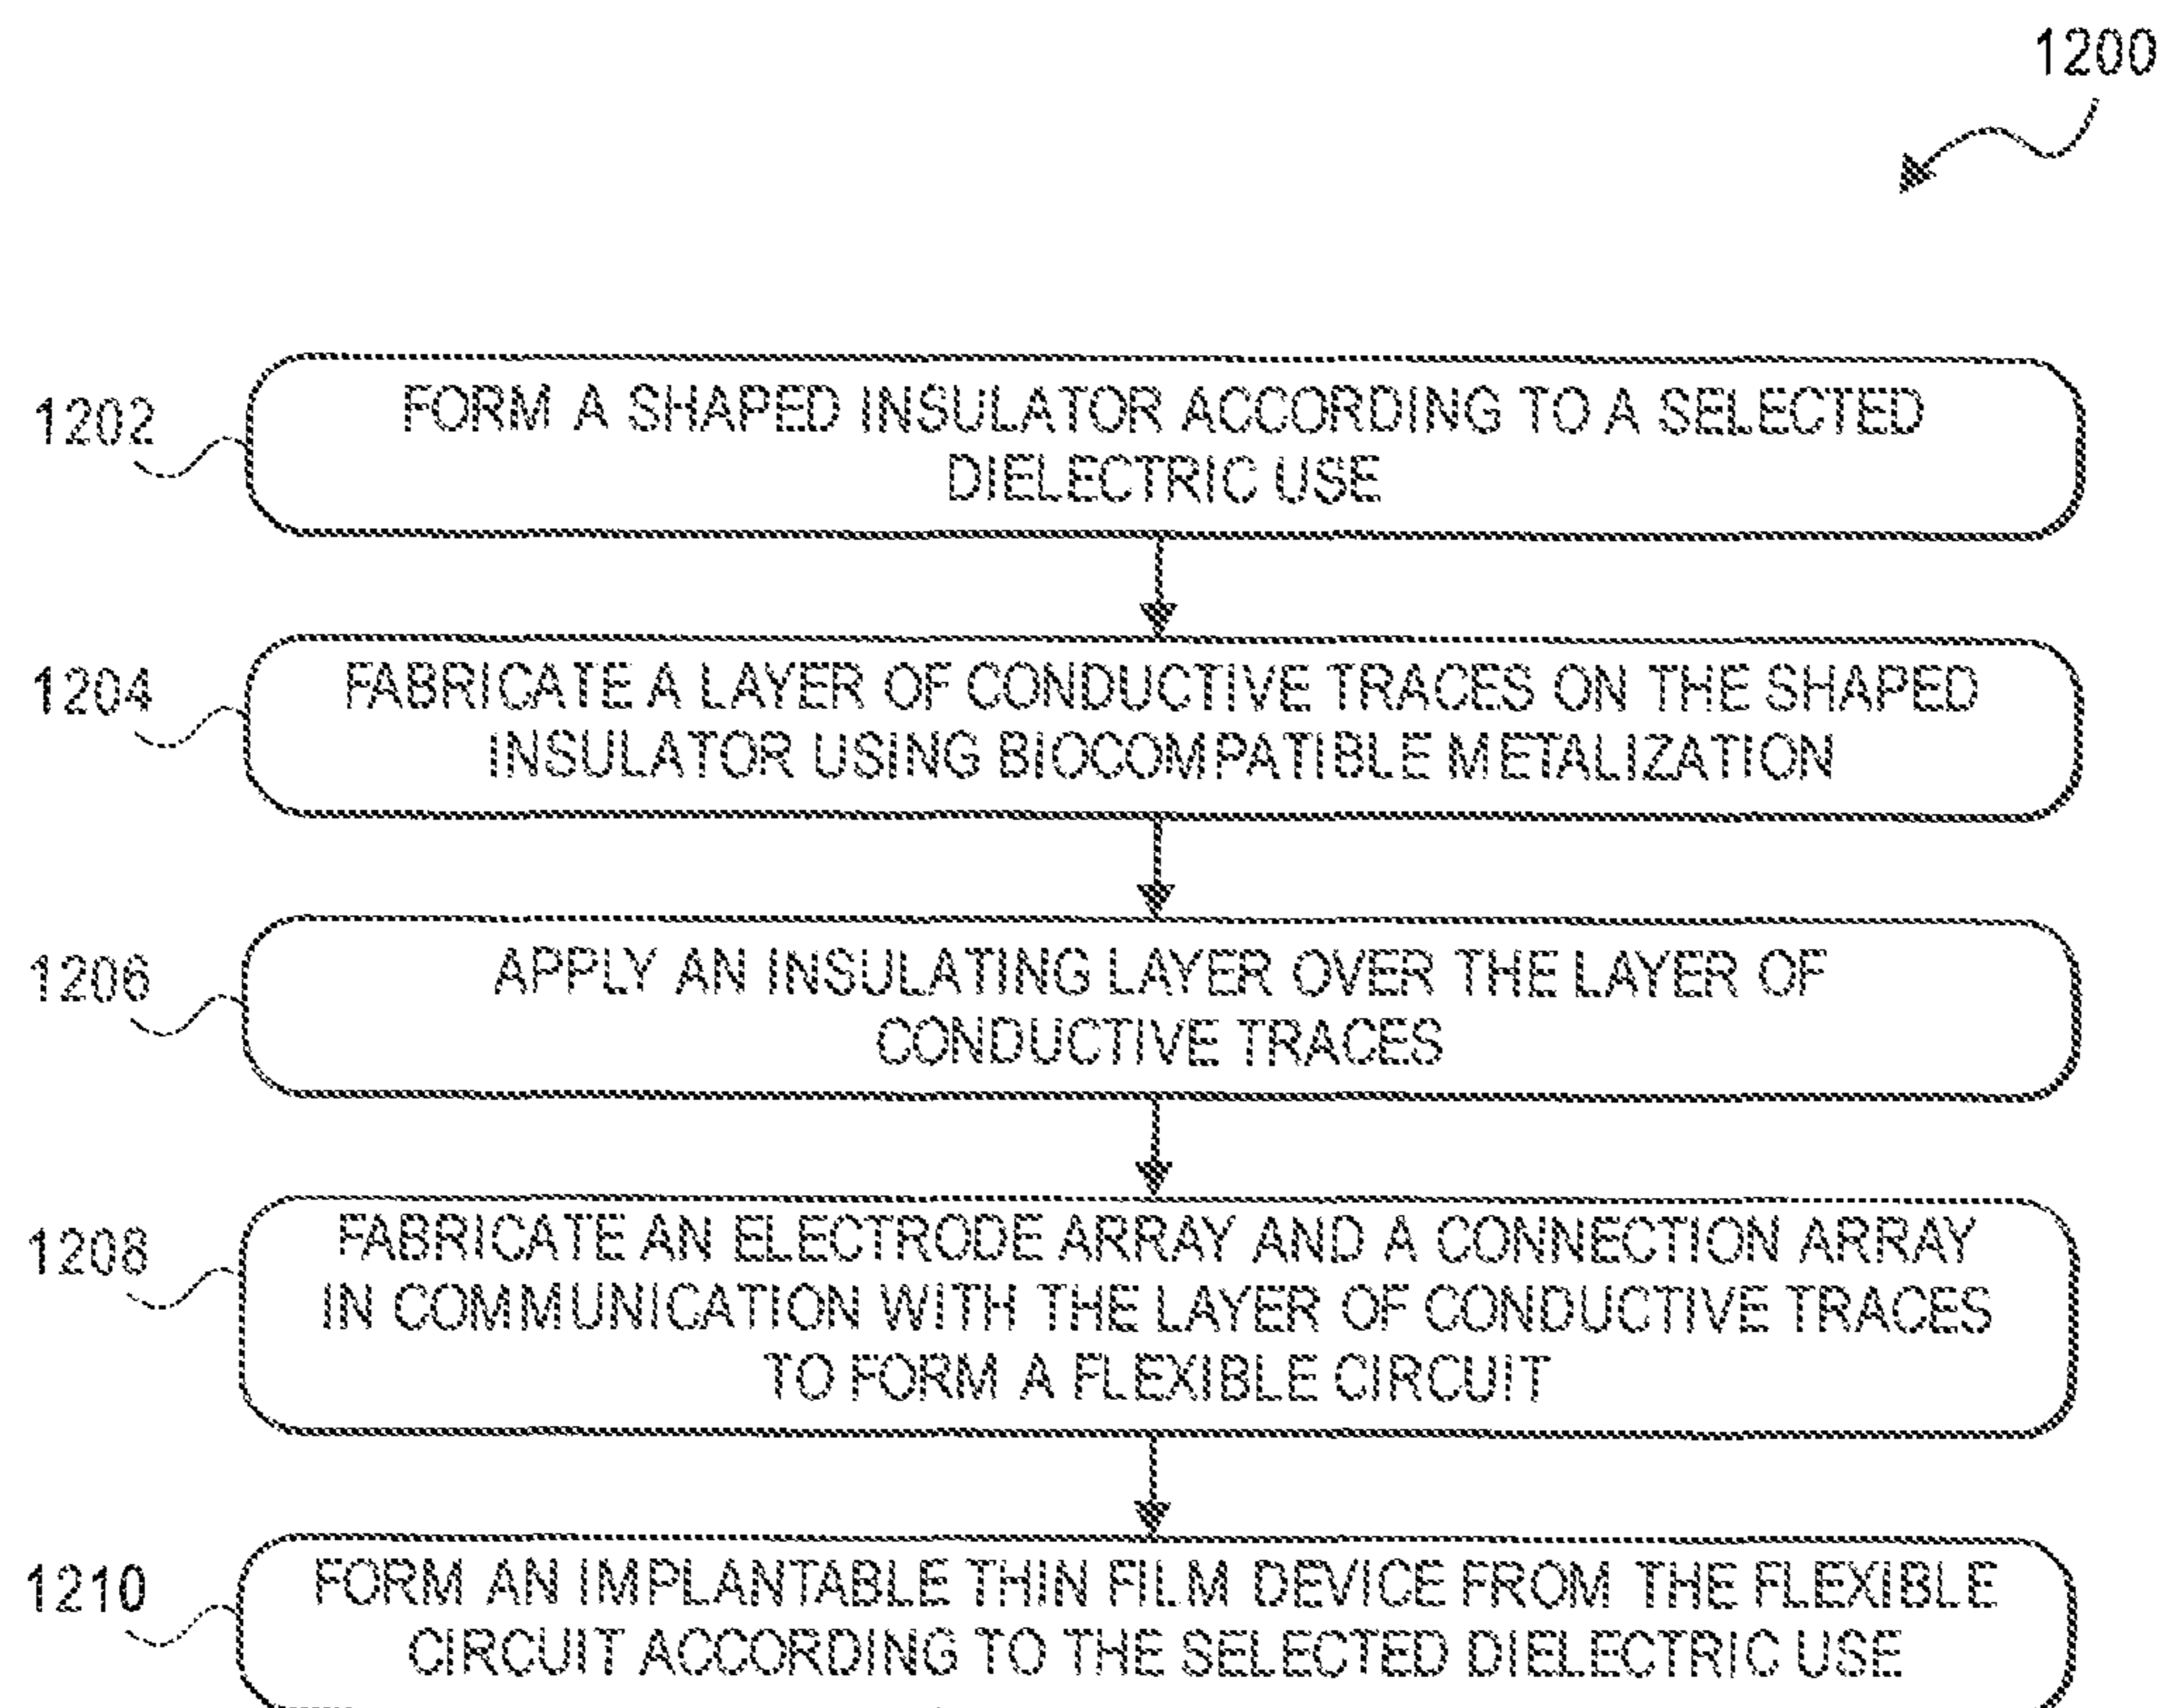 1200
1202
FORM A SHAPED INSULATOR ACCORDING TO A SELECTED
DIELECTRIC USE
1204
FABRICATE A LAYER OF CONDUCTIVE TRACES ON THE SHAPED
INSULATOR USING BIOCOMPATIBLE METALIZATION
1206
APPLY AN INSULATING LAYER OVER THE LAYER OF
CONDUCTIVE TRACES
1208
FABRICATE AN ELECTRODE ARRAY AND A CONNECTION ARRAY
IN COMMUNICATION WITH THE LAYER OF CONDUCTIVE TRACES
TO FORM A FLEXIBLE CIRCUIT
1210
FORM AN IMPLANTABLE THIN FILM DEVICE FROM THE FLEXIBLE
CIRCUIT ACCORDING TO THE SELECTED DIELECTRIC USE